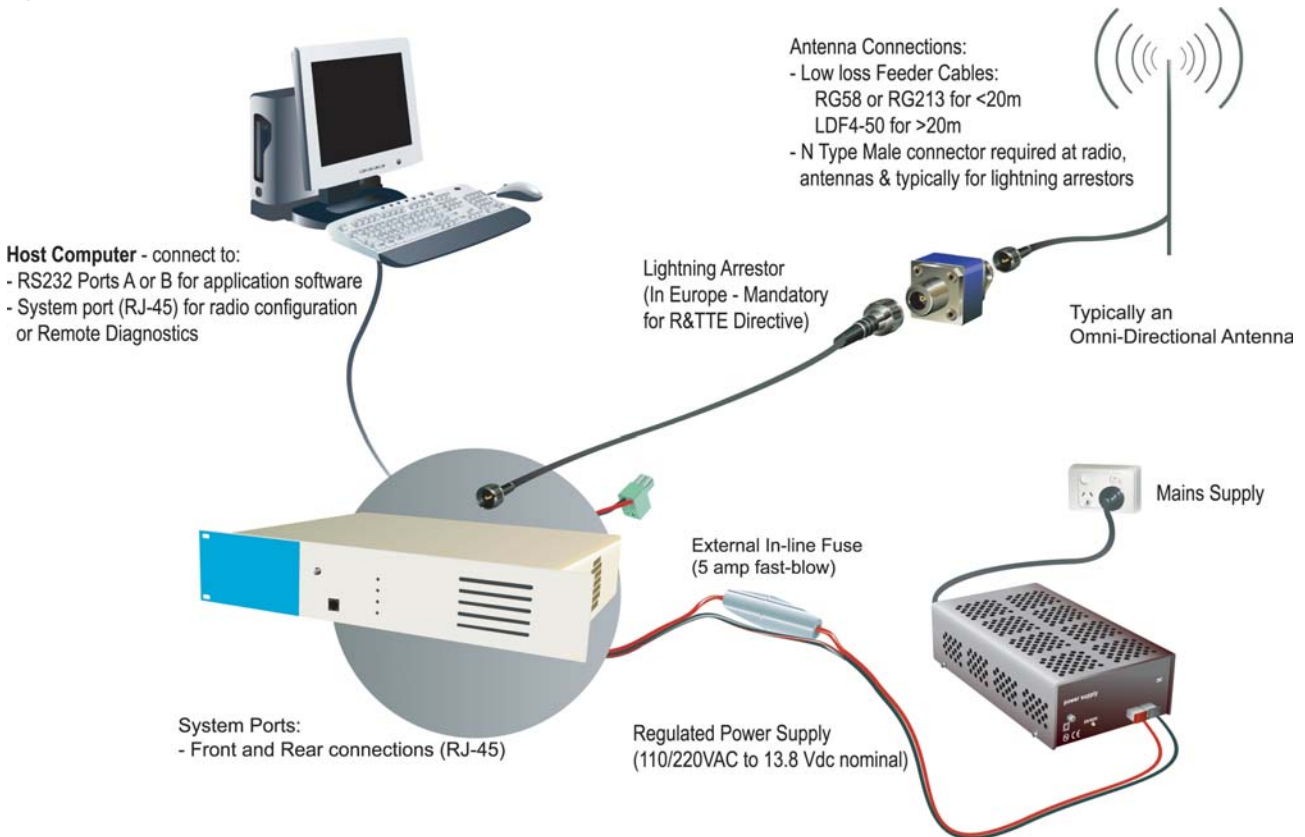 Antenna Connections:
- Low loss Feeder Cables:
RG58 or RG213 for <20m
LDF4-50 for >20m
- N Type Male connector required at radio,
antennas & typically for lightning arrestors
Host Computer - connect to:
- RS232 Ports A or B for application software
- System port (RJ-45) for radio configuration
or Remote Diagnostics
Lightning Arrestor
(In Europe - Mandatory
for R&TTE Directive)
Typically an
Omni-Directional Antenna
Mains Supply
External In-line Fuse
(5 amp fast-blow)
power supply
System Ports:
- Front and Rear connections (RJ-45)
Regulated Power Supply
(110/220VAC to 13.8 Vdc nominal)